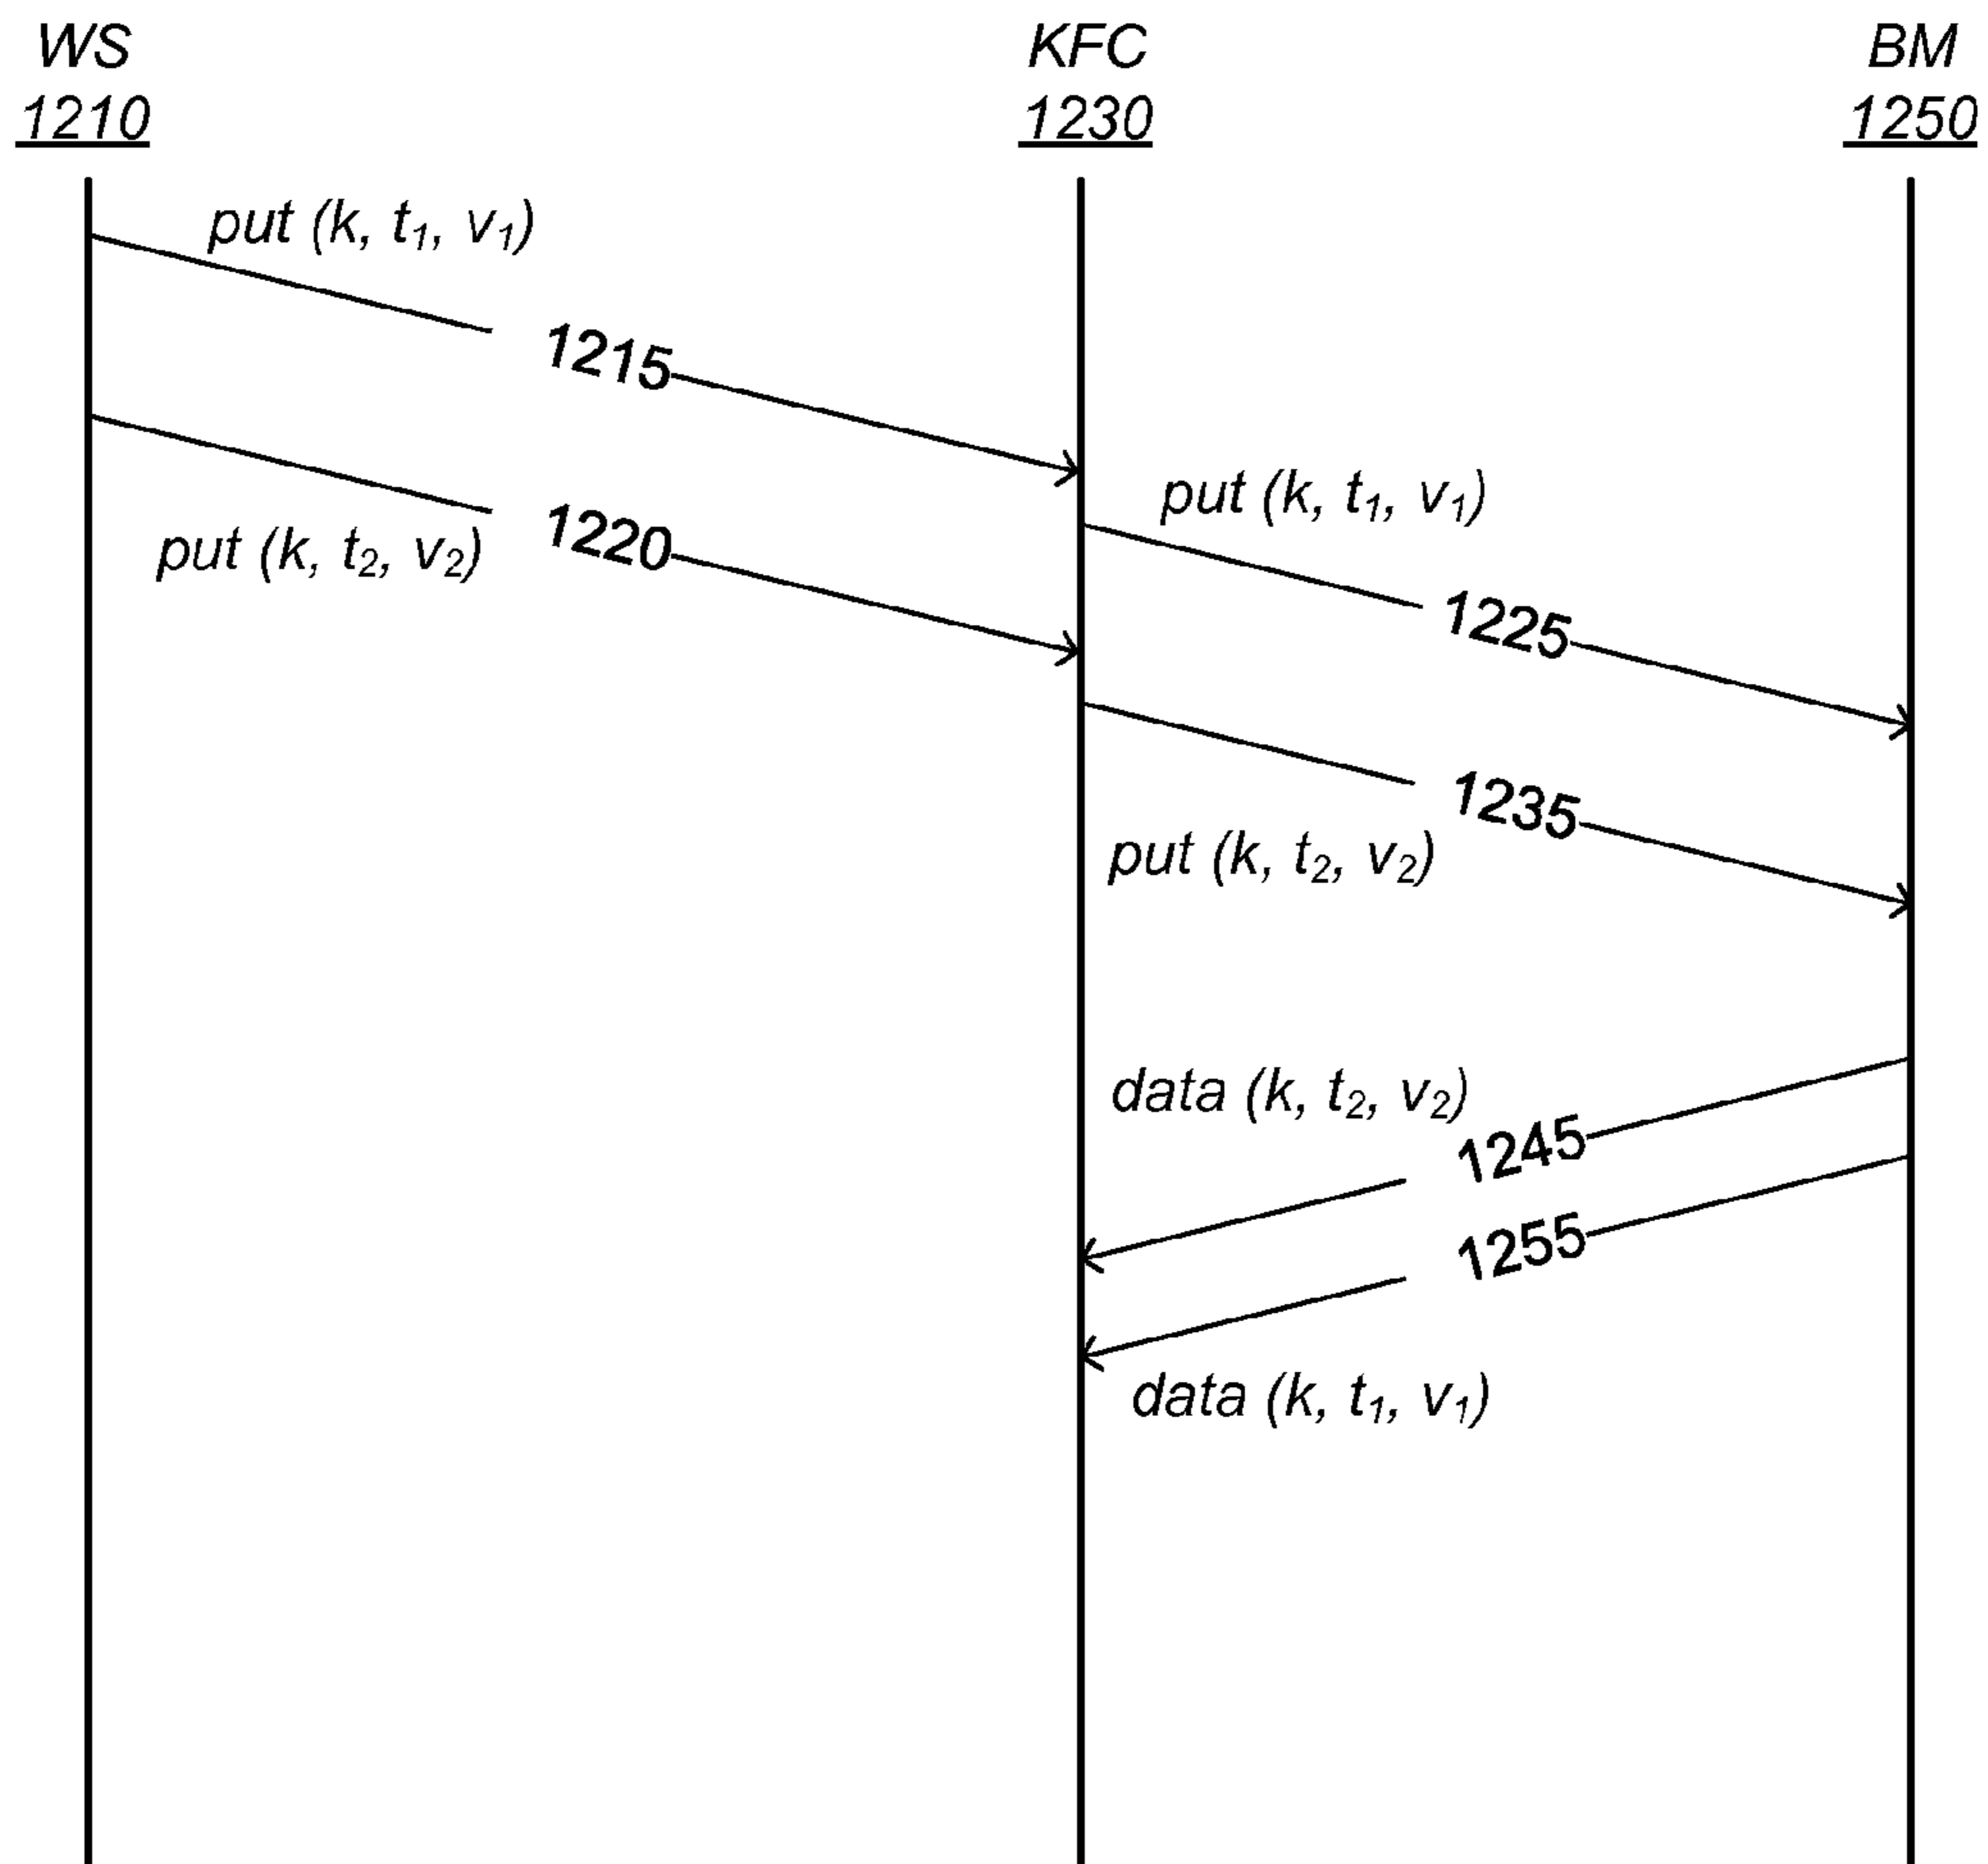 WS
1210
KFC
1230
BM
1250
put (k, t₁, v₁)
1215
put (k, t₂, v₂)
1220
put (k, t₁, v₁)
1225
1235
put (k, t₂, v₂)
data (k, t₂, v₂)
1245
1255
data (k, t₁, v₁)